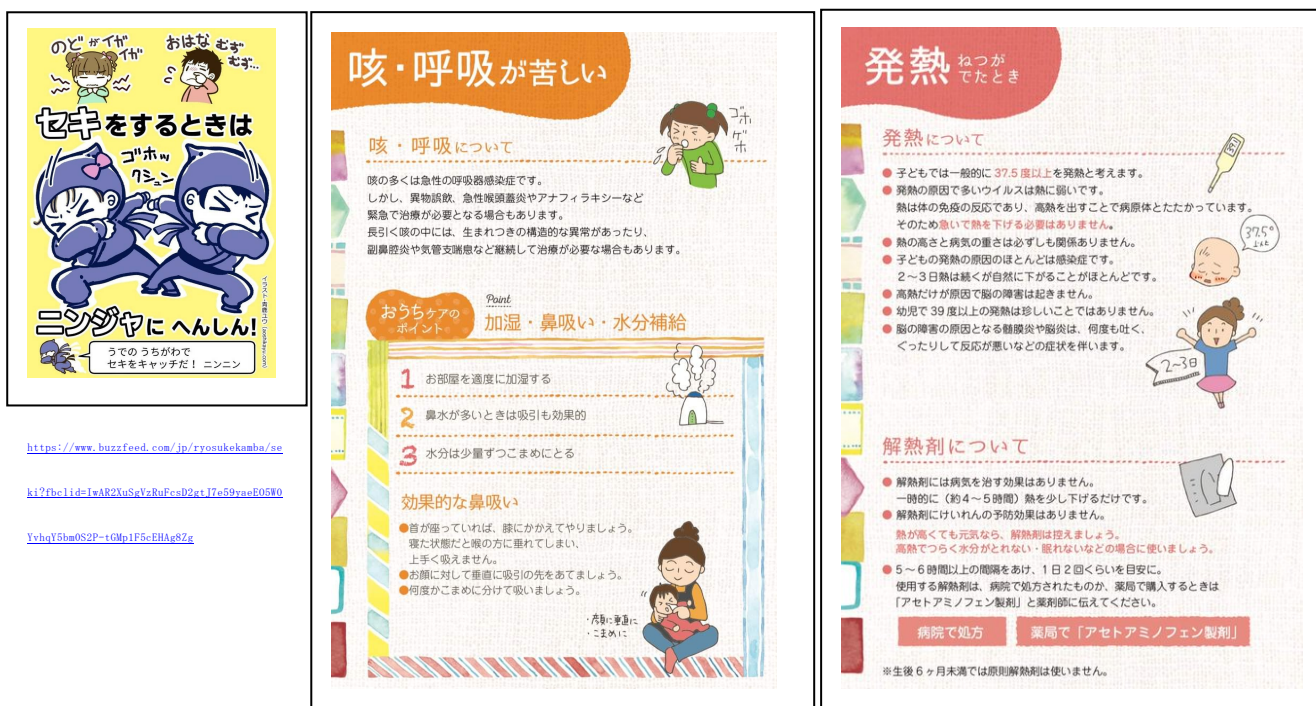 のどがイガイガ
おはなむずむず…
セキをするときは
ゴホッ
クシュン
ニンジャにへんしん!
うでの うちがわで
セキをキャッチだ! ニンニン
https://www.buzzfeed.com/jp/ryosukekamba/se
ki?fbclid=IwAR2XuSgVzRuFcsD2gtJ7e59yaeEO5W0
YvhqY5bm0S2P-tGMp1F5cEHAg8Zg
咳・呼吸が苦しい
ゴホ
ゲホ
咳・呼吸について
咳の多くは急性の呼吸器感染症です。
しかし、異物誤飲、急性喉頭蓋炎やアナフィラキシーなど
緊急で治療が必要となる場合もあります。
長引く咳の中には、生まれつきの構造的な異常があったり、
副鼻腔炎や気管支喘息など継続して治療が必要な場合もあります。
おうちケアの
ポイント
Point
加湿・鼻吸い・水分補給
1 お部屋を適度に加湿する
2 鼻水が多いときは吸引も効果的
3 水分は少量ずつこまめにとる
効果的な鼻吸い
●首が座っていれば、膝にかかえてやりましょう。
寝た状態だと喉の方に垂れてしまい、
上手く吸えません。
●お顔に対して垂直に吸引の先をあてましょう。
●何度かこまめに分けて吸いましょう。
・顔に垂直に
・こまめに
発熱 ねつが
でたとき
発熱について
● 子どもでは一般的に 37.5 度以上を発熱と考えます。
● 発熱の原因で多いウイルスは熱に弱いです。
熱は体の免疫の反応であり、高熱を出すことで病原体とたたかっています。
そのため急いで熱を下げる必要はありません。
● 熱の高さと病気の重さは必ずしも関係ありません。
● 子どもの発熱の原因のほとんどは感染症です。
2～3日熱は続くが自然に下がることがほとんどです。
● 高熱だけが原因で脳の障害は起きません。
● 幼児で 39 度以上の発熱は珍しいことではありません。
● 脳の障害の原因となる髄膜炎や脳炎は、何度も吐く、
ぐったりして反応が悪いなどの症状を伴います。
37.5°
2~3日
解熱剤について
● 解熱剤には病気を治す効果はありません。
一時的に（約4～5時間）熱を少し下げるだけです。
● 解熱剤にけいれんの予防効果はありません。
熱が高くても元気なら、解熱剤は控えましょう。
高熱でつらく水分がとれない・眠れないなどの場合に使いましょう。
● 5～6時間以上の間隔をあけ、1日2回くらいを目安に。
使用する解熱剤は、病院で処方されたものか、薬局で購入するときは
「アセトアミノフェン製剤」と薬剤師に伝えてください。
病院で処方
薬局で「アセトアミノフェン製剤」
※生後6ヶ月未満では原則解熱剤は使いません。